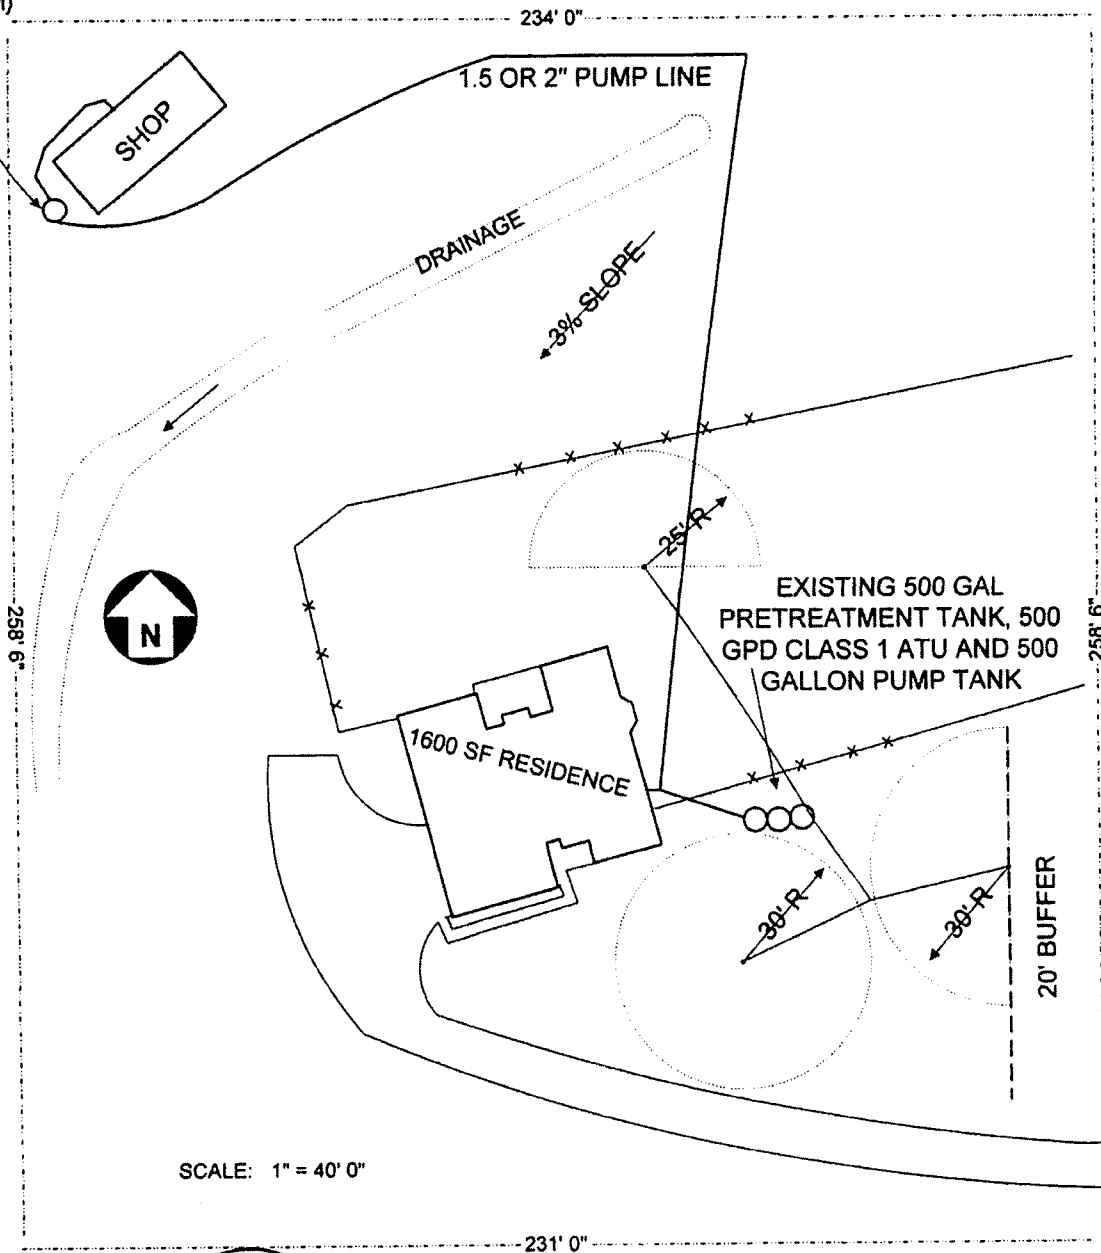 234' 0"
1.5 OR 2" PUMP LINE
SHOP
DRAINAGE
3% SLOPE
25' R
EXISTING 500 GAL
PRETREATMENT TANK, 500
GPD CLASS 1 ATU AND 500
GALLON PUMP TANK
258' 6"
258' 6"
N
1600 SF RESIDENCE
30' R
30' R
20' BUFFER
SCALE: 1" = 40' 0"
231' 0"